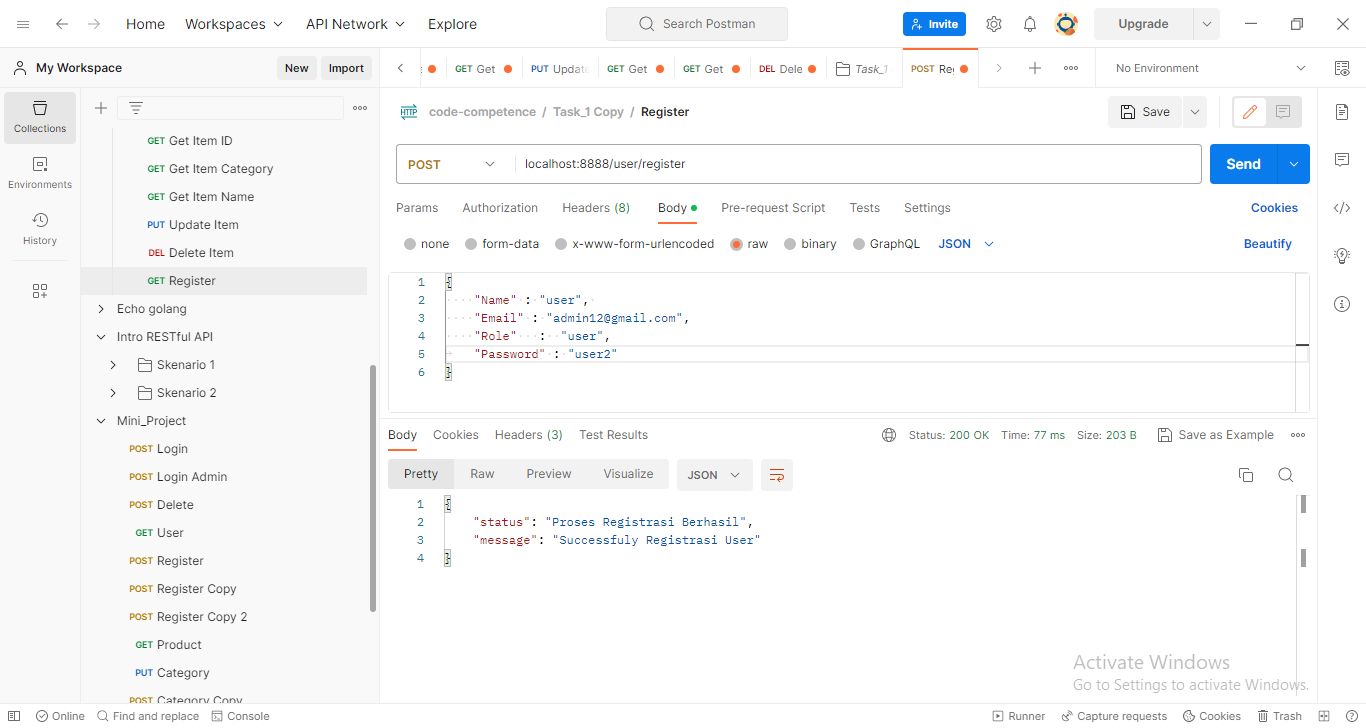 Home Workspaces API Network Explore Search Postman Invite Upgrade
My Workspace New Import Get Get POST No Environment
GET Get PUT Updat GET Get GET Get DEL Dele Task_1 POST Re
Collections
Environments
History
GET Get Item ID
GET Get Item Category
GET Get Item Name
PUT Update Item
DEL Delete Item
GET Register
Echo golang
Intro RESTful API
Skenario 1
Skenario 2
Mini_Project
POST Login
POST Login Admin
POST Delete
GET User
POST Register
POST Register Copy
POST Register Copy 2
GET Product
PUT Category
POST Category Copy
HTTP code-competence / Task_1 Copy / Register Save
POST localhost:8888/user/register Send
Params Authorization Headers (8) Body Pre-request Script Tests Settings Cookies
none form-data x-www-form-urlencoded raw binary GraphQL JSON Beautify
1 {
2 "Name" : "user",
3 "Email" : "admin12@gmail.com",
4 "Role" : "user",
5 "Password" : "user2"
6 }
Body Cookies Headers (3) Test Results Status: 200 OK Time: 77 ms Size: 203 B Save as Example
Pretty Raw Preview Visualize JSON
1 {
2 "status": "Proses Registrasi Berhasil",
3 "message": "Successfuly Registrasi User"
4 }
Activate Windows
Go to Settings to activate Windows.
Online Find and replace Console Runner Capture requests Cookies Trash